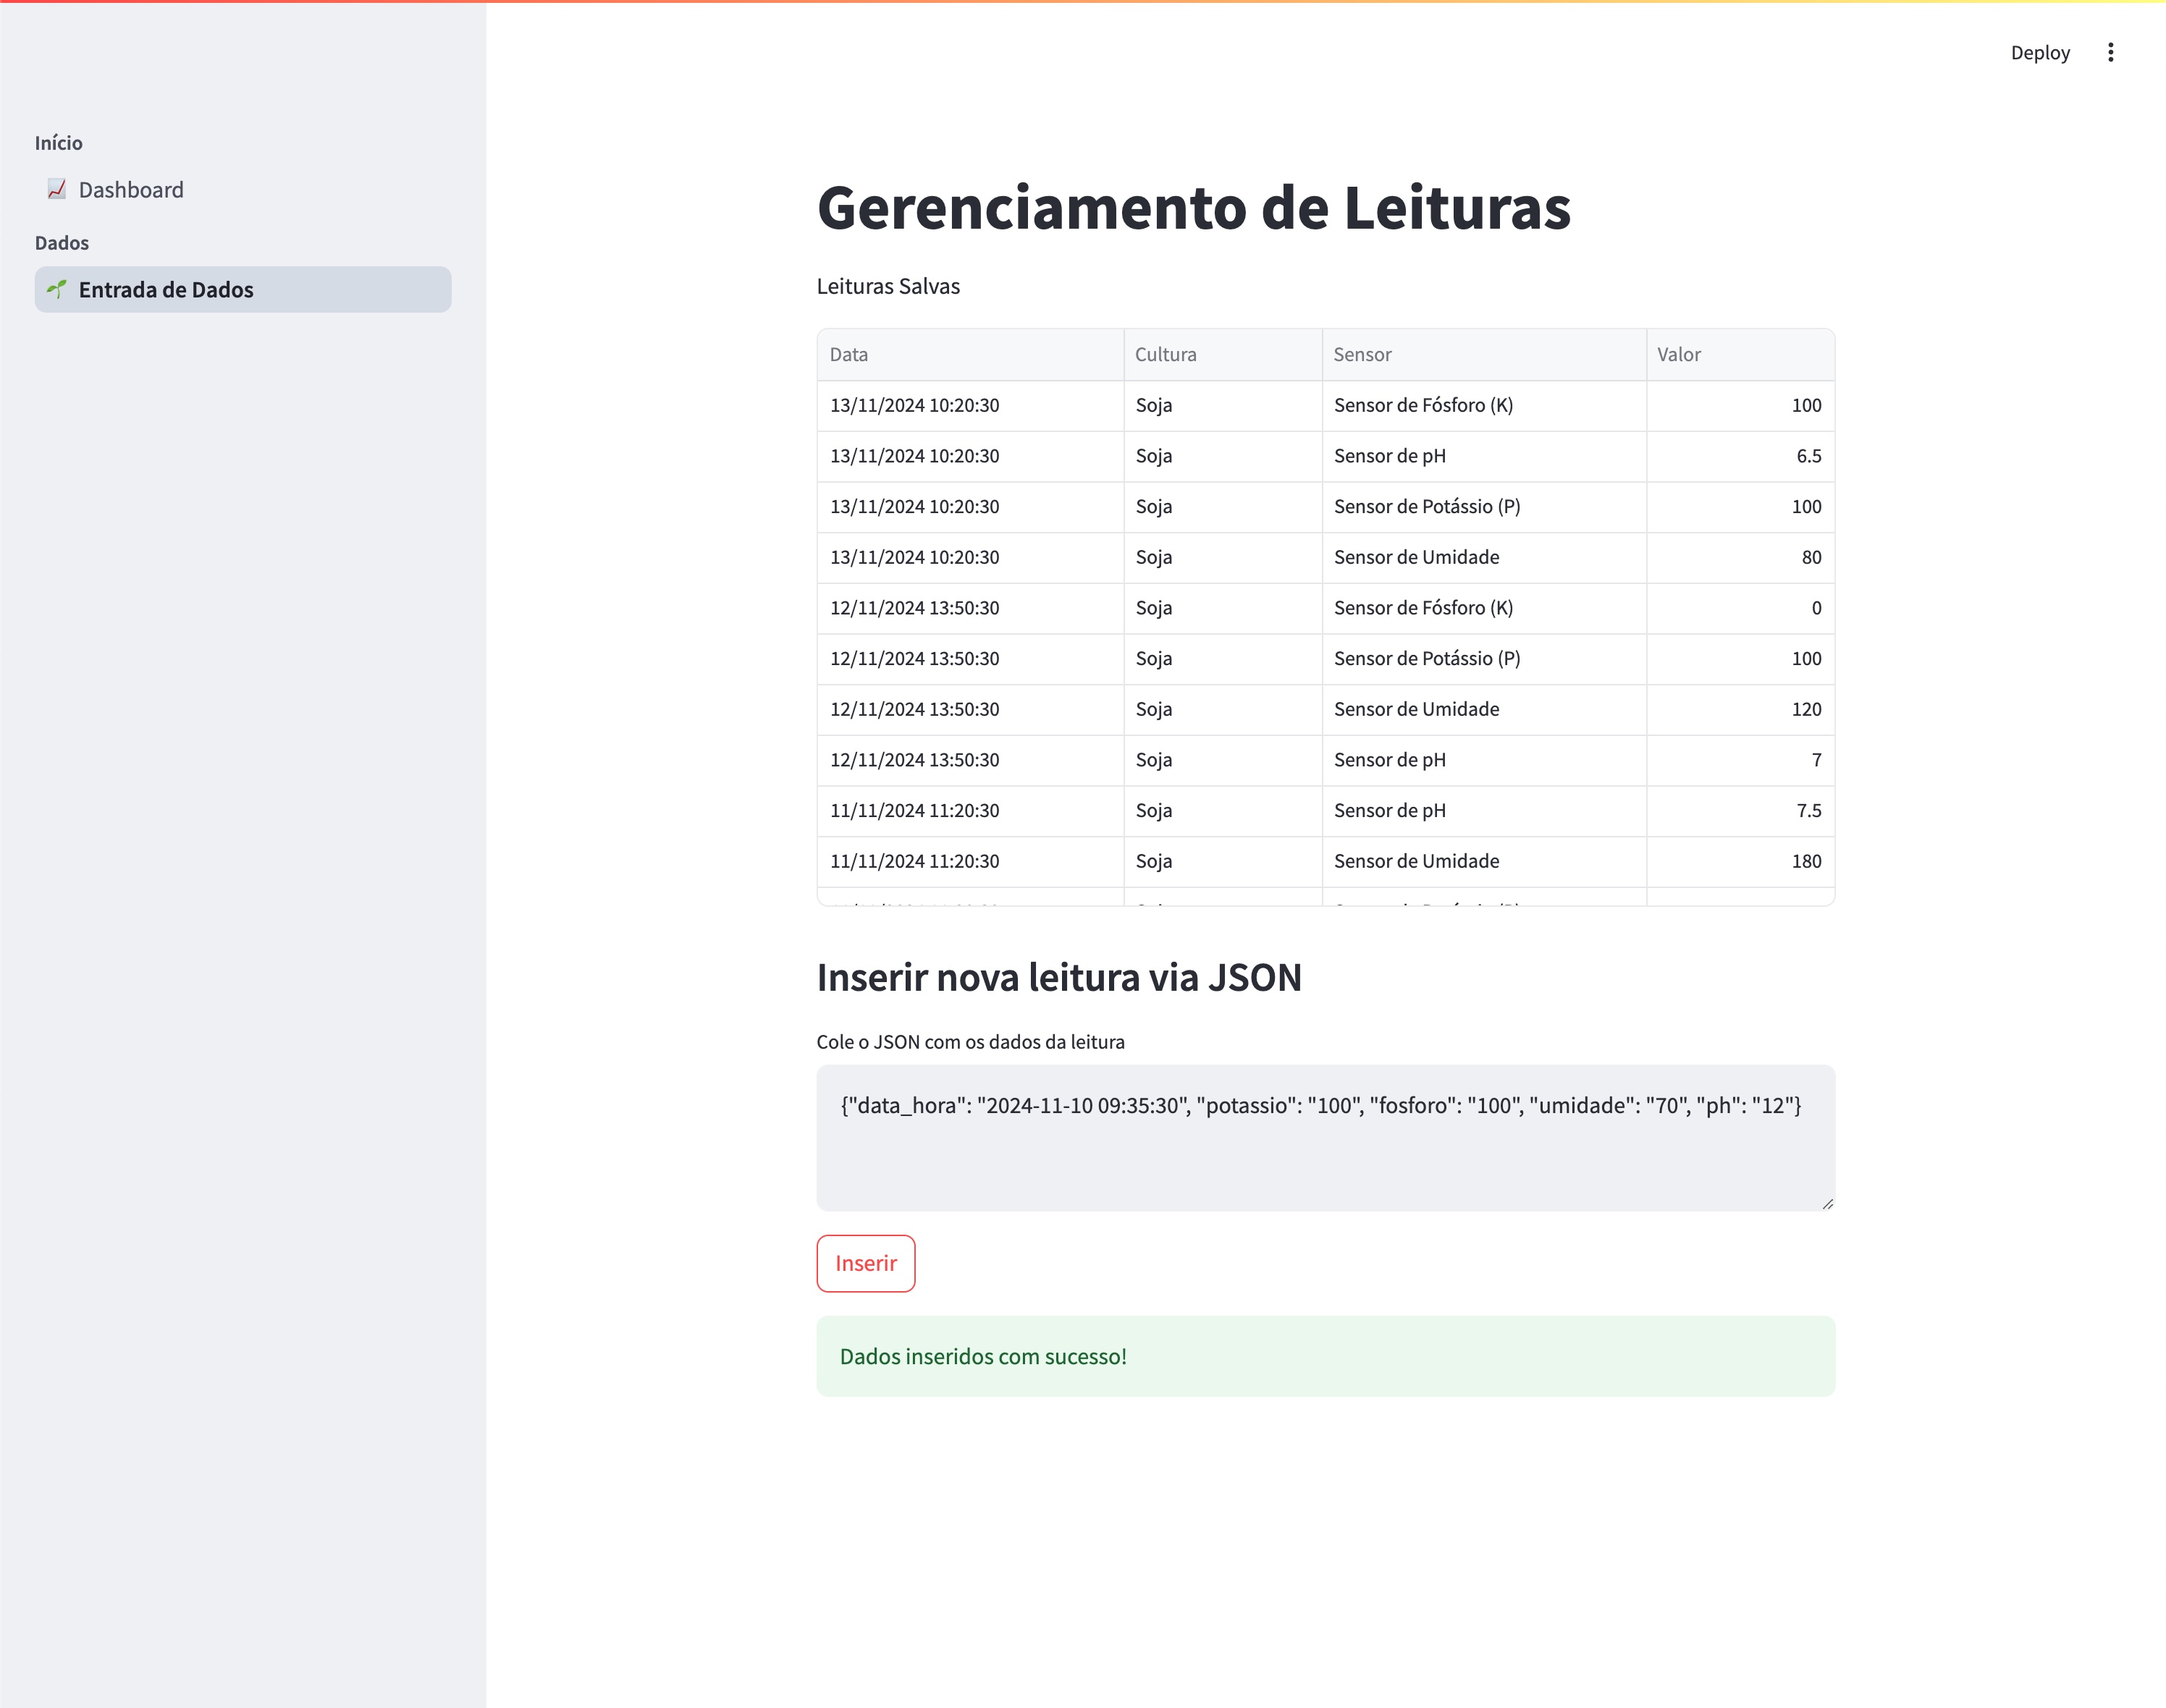 Deploy
Início
Dashboard
Dados
Entrada de Dados
Gerenciamento de Leituras
Leituras Salvas
Data Cultura Sensor Valor
13/11/2024 10:20:30 Soja Sensor de Fósforo (K) 100
13/11/2024 10:20:30 Soja Sensor de pH 6.5
13/11/2024 10:20:30 Soja Sensor de Potássio (P) 100
13/11/2024 10:20:30 Soja Sensor de Umidade 80
12/11/2024 13:50:30 Soja Sensor de Fósforo (K) 0
12/11/2024 13:50:30 Soja Sensor de Potássio (P) 100
12/11/2024 13:50:30 Soja Sensor de Umidade 120
12/11/2024 13:50:30 Soja Sensor de pH 7
11/11/2024 11:20:30 Soja Sensor de pH 7.5
11/11/2024 11:20:30 Soja Sensor de Umidade 180
Inserir nova leitura via JSON
Cole o JSON com os dados da leitura
{"data_hora": "2024-11-10 09:35:30", "potassio": "100", "fosforo": "100", "umidade": "70", "ph": "12"}
Inserir
Dados inseridos com sucesso!